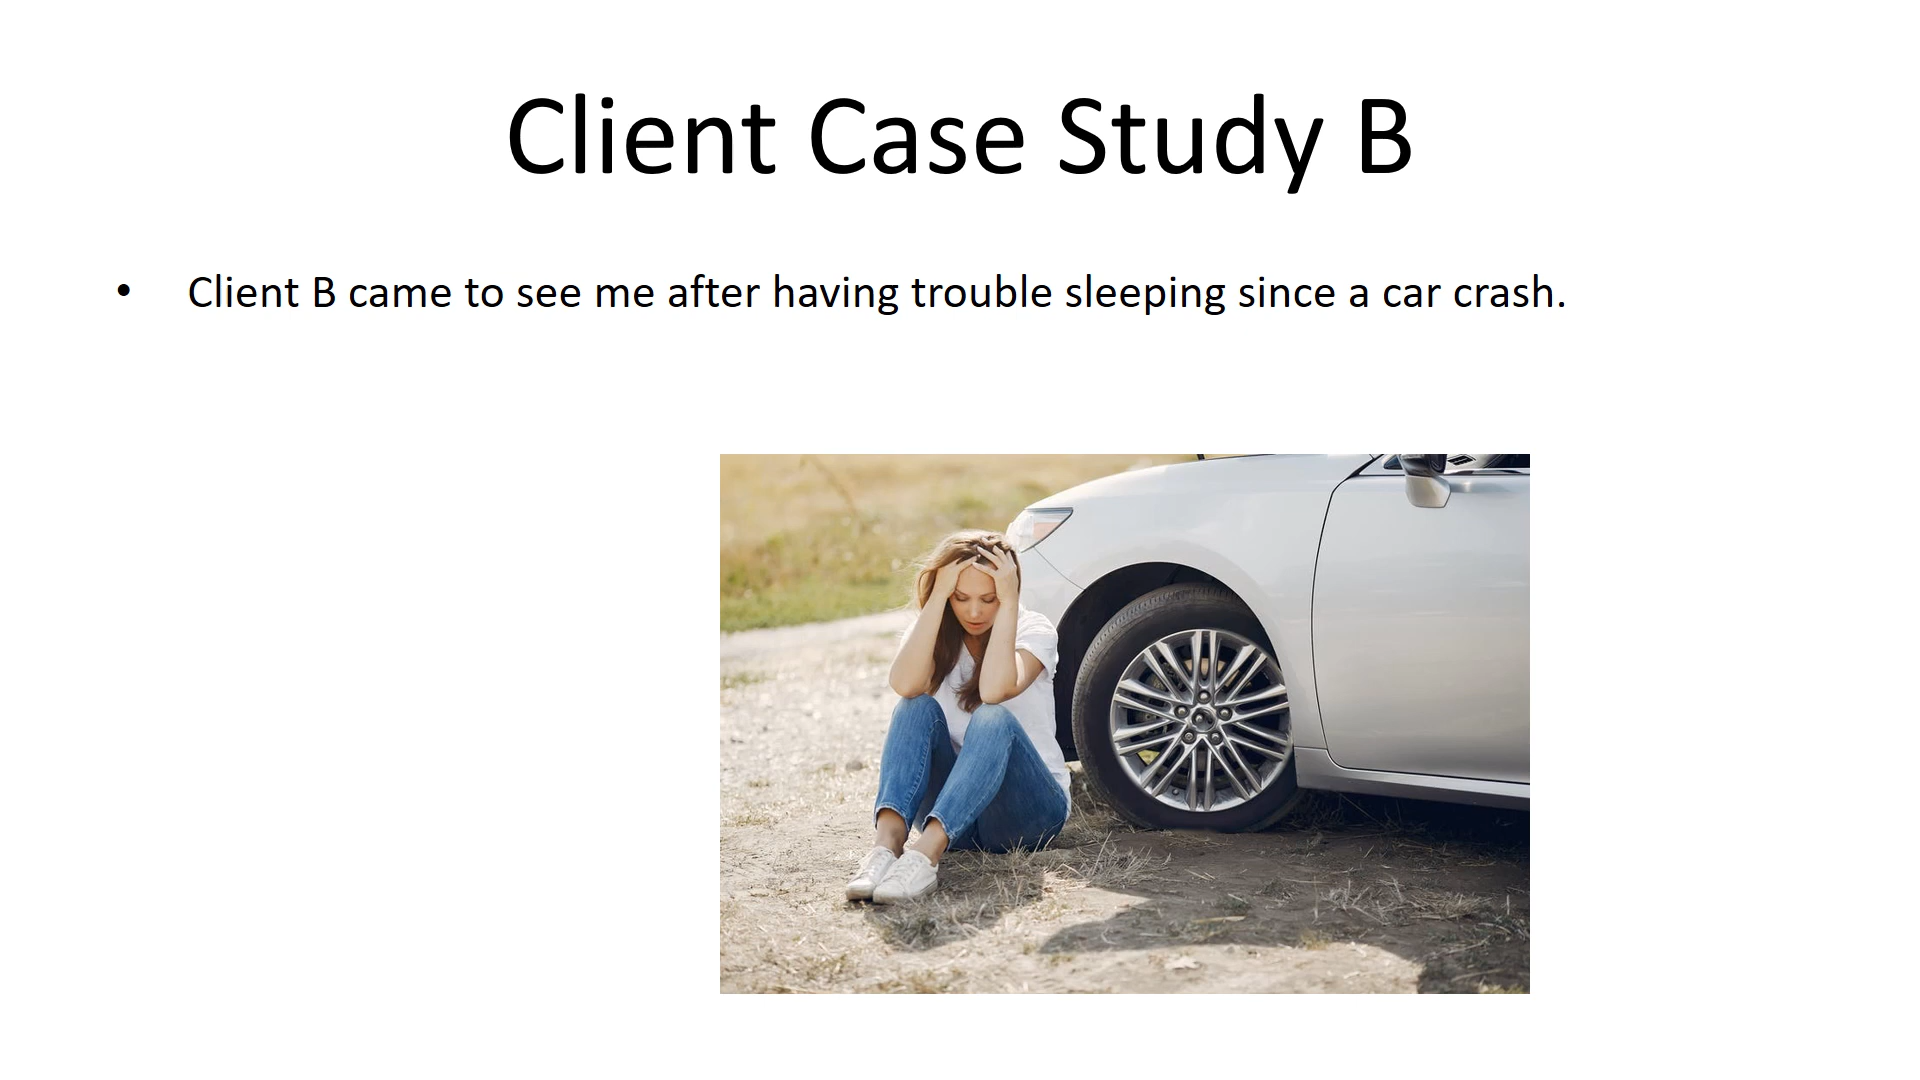 Client Case Study B
• Client B came to see me after having trouble sleeping since a car crash.